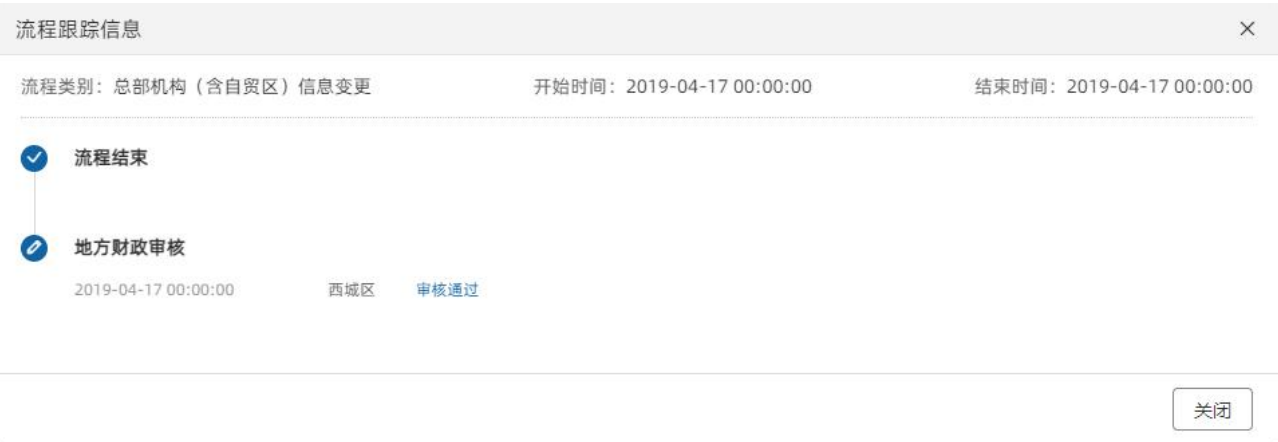 流程跟踪信息
流程类别：总部机构（含自贸区）信息变更 开始时间：2019-04-17 00:00:00 结束时间：2019-04-17 00:00:00
流程结束
地方财政审核
2019-04-17 00:00:00 西城区 审核通过
关闭